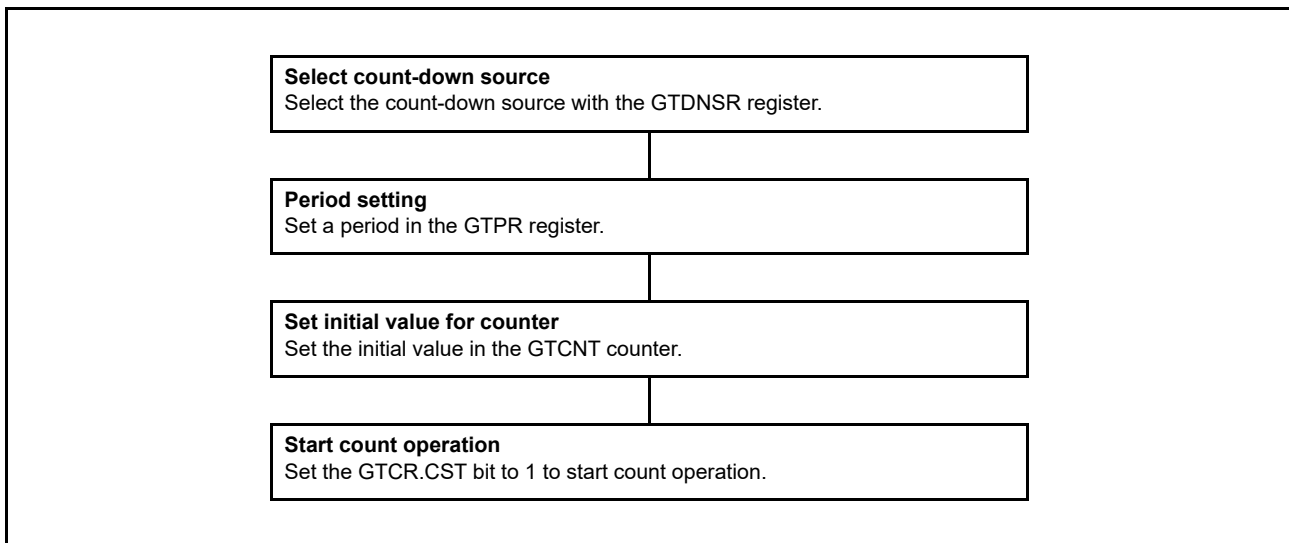 Select count-down source
Select the count-down source with the GTDNSR register.
Period setting
Set a period in the GTPR register.
Set initial value for counter
Set the initial value in the GTCNT counter.
Start count operation
Set the GTCR.CST bit to 1 to start count operation.